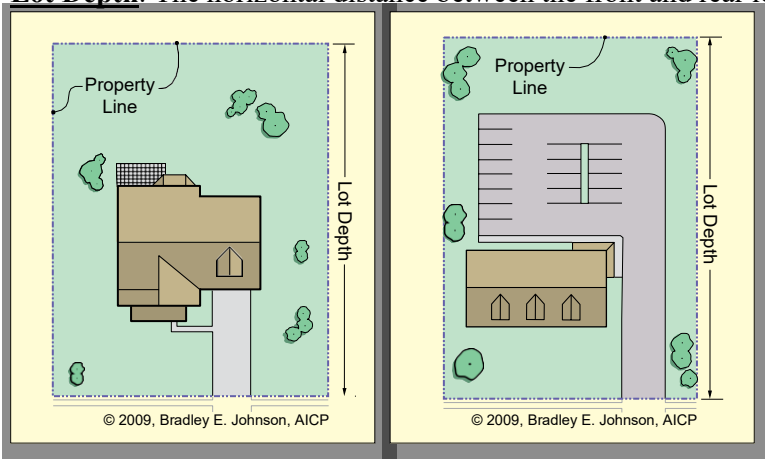 Lot Depth: The horizontal distance between the front and rear
Property
Line
Lot Depth
© 2009, Bradley E. Johnson, AICP
Property
Line
Lot Depth
© 2009, Bradley E. Johnson, AICP